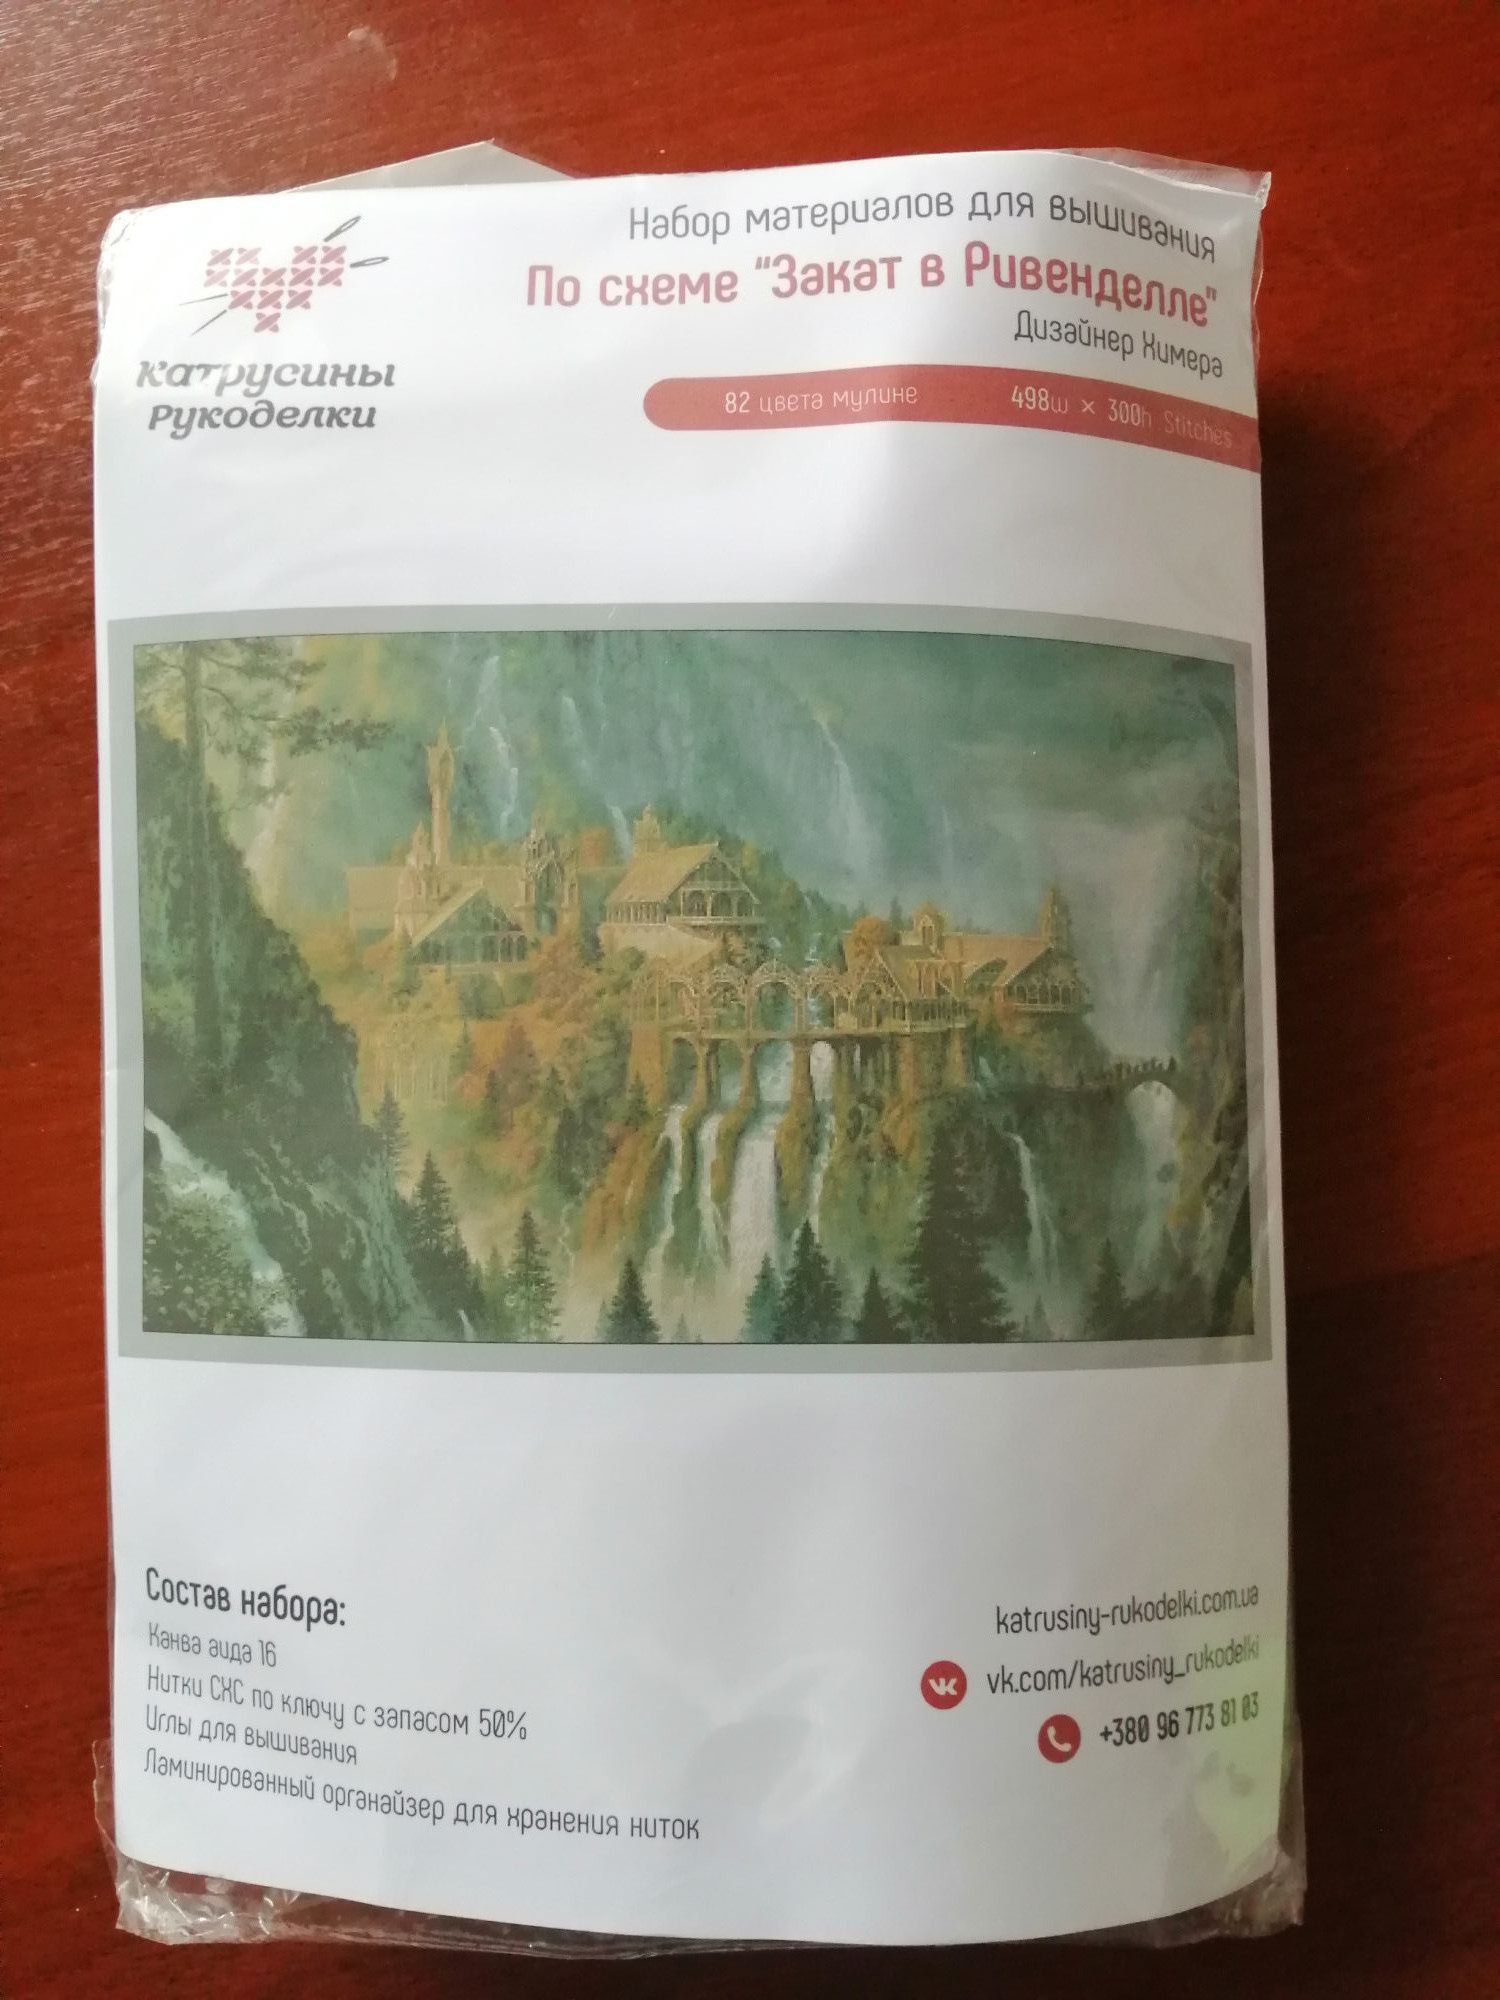 Катрусины
Рукоделки
Набор материалов для вышивания
По схеме "Закат в Ривенделле"
Дизайнер Химера
82 цвета мулине 498w × 300h Stitches
Состав набора:
Канва аида 16
Нитки СХС по ключу с запасом 50%
Иглы для вышивания
Ламинированный органайзер для хранения ниток
katrusiny-rukodelki.com.ua
vk.com/katrusiny_rukodelki
+380 96 773 81 03